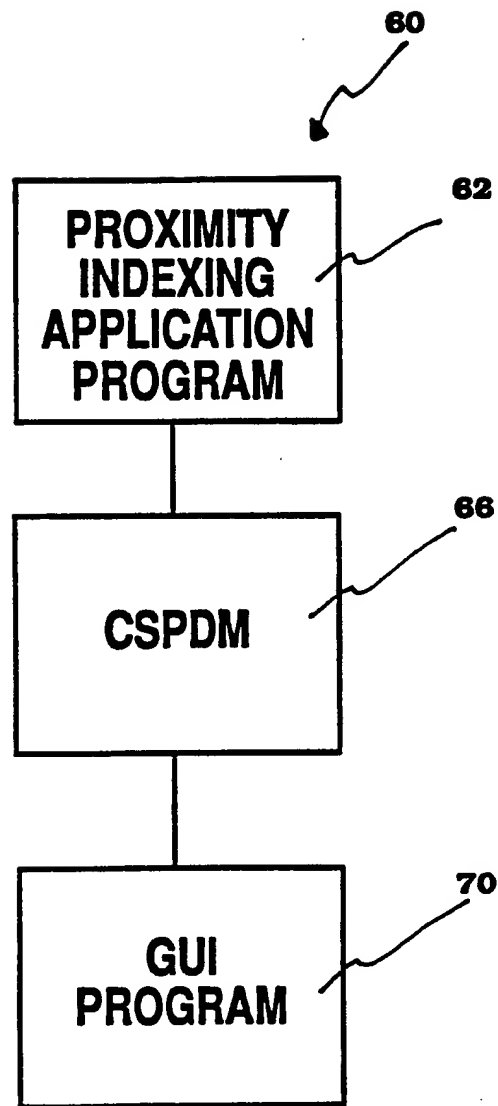 60
PROXIMITY
INDEXING
APPLICATION
PROGRAM
62
CSPDM
66
GUI
PROGRAM
70